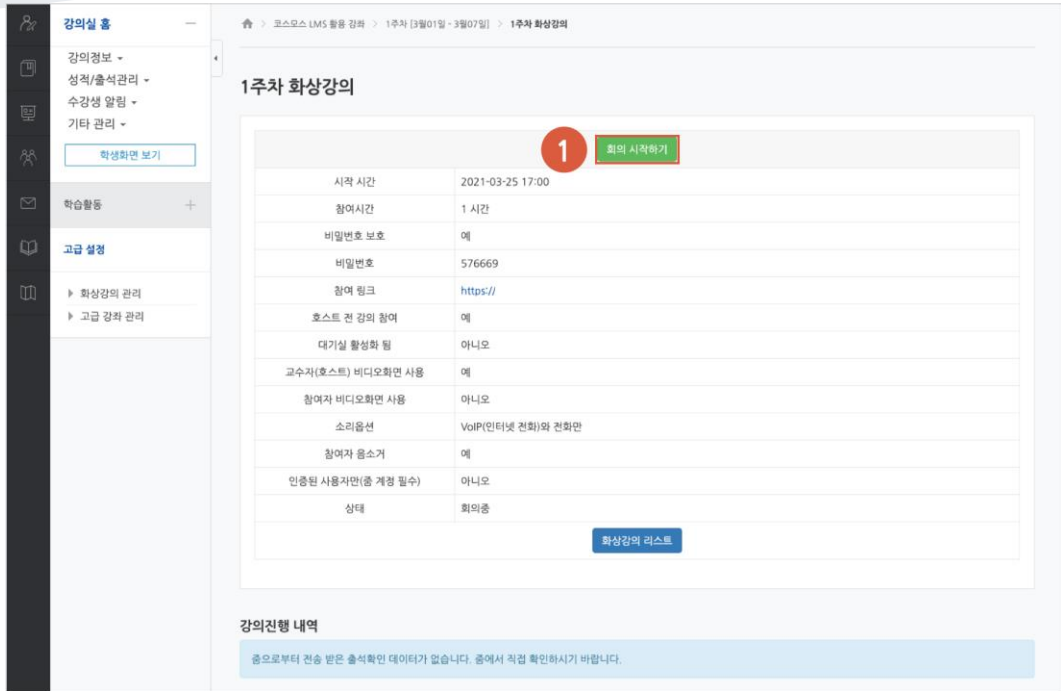 강의실 홈
코스모스 LMS 활용 강좌 > 1주차 [3월01일 - 3월07일] > 1주차 화상강의
강의정보
성적/출석관리
수강생 알림
기타 관리
학생화면 보기
학습활동
고급 설정
화상강의 관리
고급 강좌 관리
1주차 화상강의
1 회의 시작하기
시작 시간 2021-03-25 17:00
참여시간 1 시간
비밀번호 보호 예
비밀번호 576669
참여 링크 https://
호스트 전 강의 참여 예
대기실 활성화 됨 아니오
교수자(호스트) 비디오화면 사용 예
참여자 비디오화면 사용 아니오
소리옵션 VoIP(인터넷 전화)와 전화만
참여자 음소거 예
인증된 사용자만(줌 계정 필수) 아니오
상태 회의중
화상강의 리스트
강의진행 내역
줌으로부터 전송 받은 출석확인 데이터가 없습니다. 줌에서 직접 확인하시기 바랍니다.